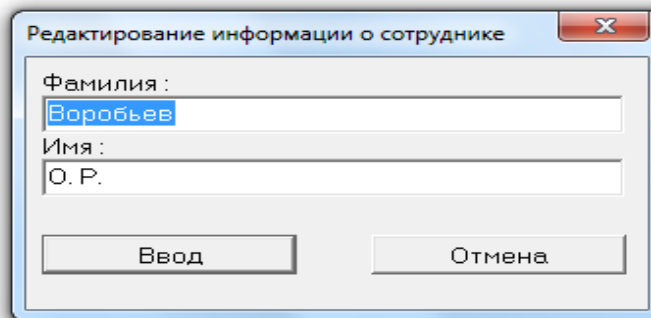 Редактирование информации о сотруднике
Фамилия :
Воробьев
Имя :
О. Р.
Ввод
Отмена